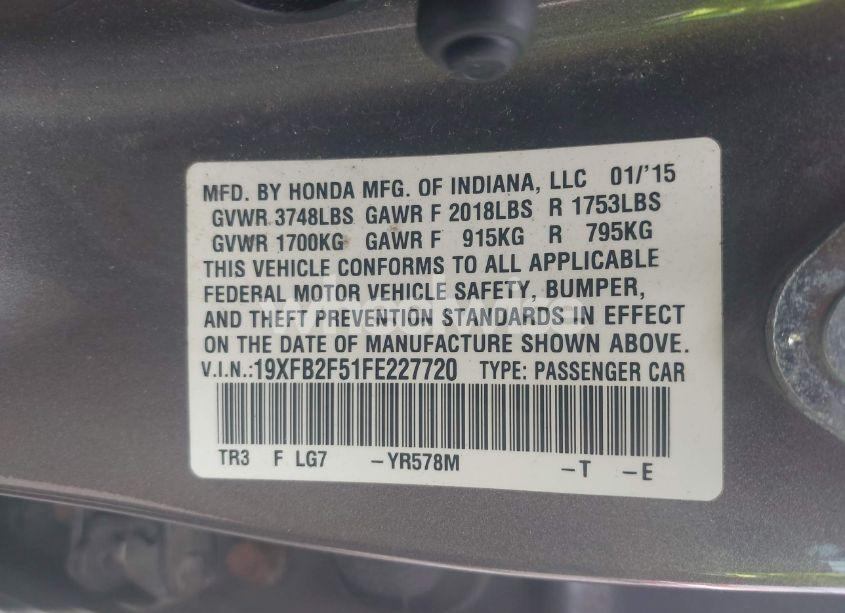 MFD. BY HONDA MFG. OF INDIANA, LLC 01/'15
GVWR 3748LBS GAWR F 2018LBS R 1753LBS
GVWR 1700KG GAWR F 915KG R 795KG
THIS VEHICLE CONFORMS TO ALL APPLICABLE
FEDERAL MOTOR VEHICLE SAFETY, BUMPER,
AND THEFT PREVENTION STANDARDS IN EFFECT
ON THE DATE OF MANUFACTURE SHOWN ABOVE.
V.I.N.:19XFB2F51FE227720 TYPE: PASSENGER CAR
TR3 F LG7 -YR578M -T -E